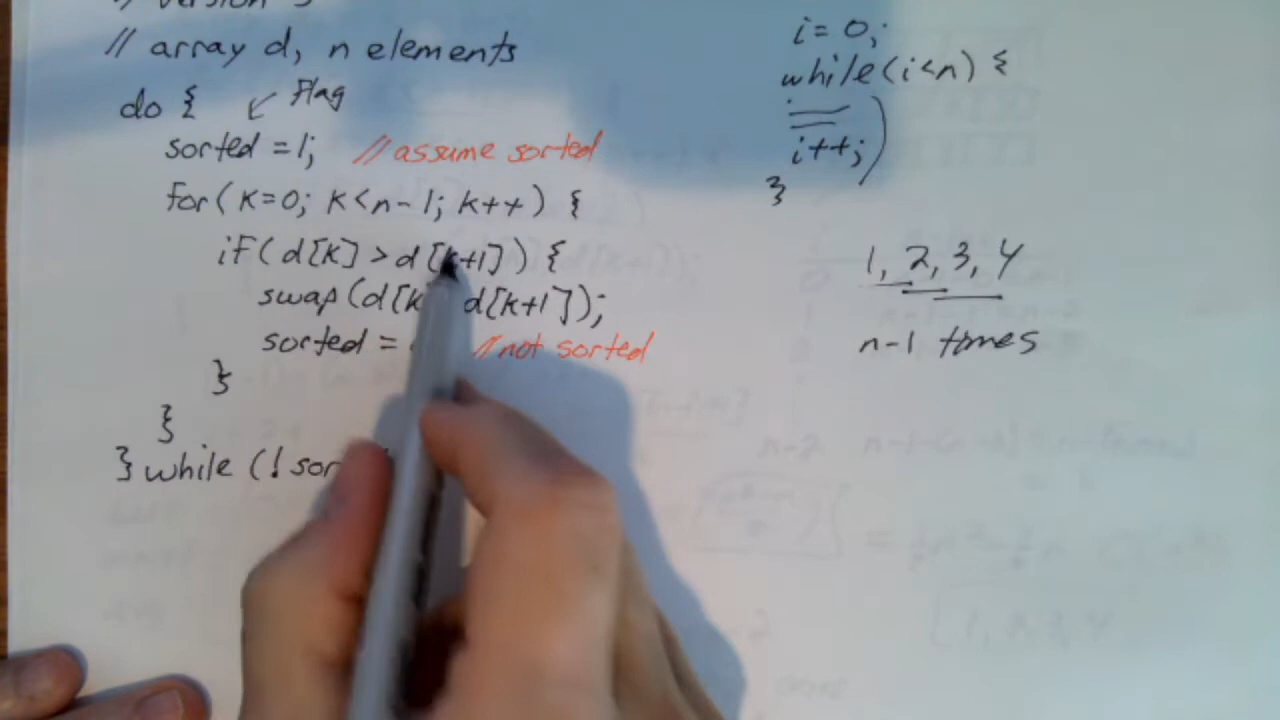 // version
// array d, n elements
do {
Flag
sorted = 1; // assume sorted
for( k=0; k<n-1; k++ ) {
if( d[k] > d[k+1] ) {
swap (d[k d[k+1]);
sorted = // not sorted
}
}
} while (! sor
i = 0;
while(i<n) {
i++;
}
1, 2, 3, 4
n-1 times